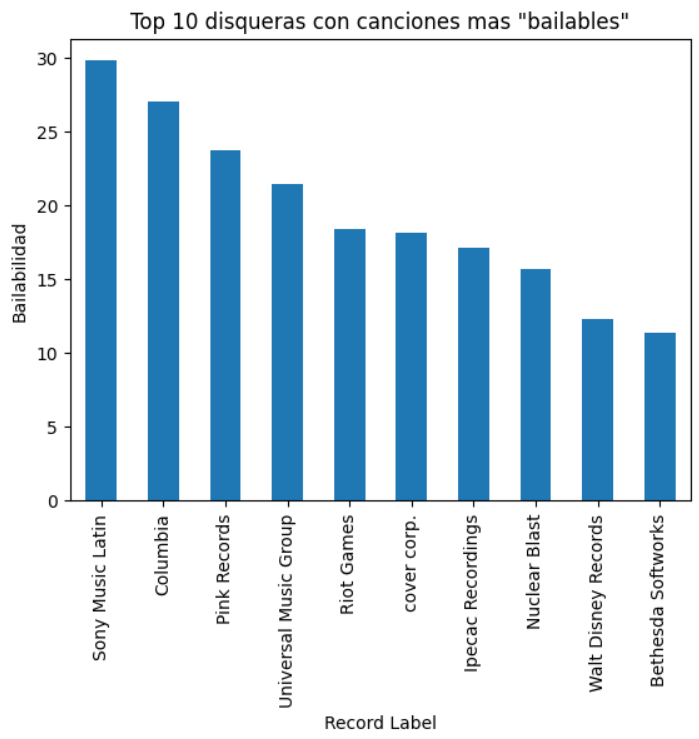 Top 10 disqueras con canciones mas "bailables"
30
25
20
15
10
5
0
Bailabilidad
Sony Music Latin
Columbia
Pink Records
Universal Music Group
Riot Games
cover corp.
Ipecac Recordings
Nuclear Blast
Walt Disney Records
Bethesda Softworks
Record Label